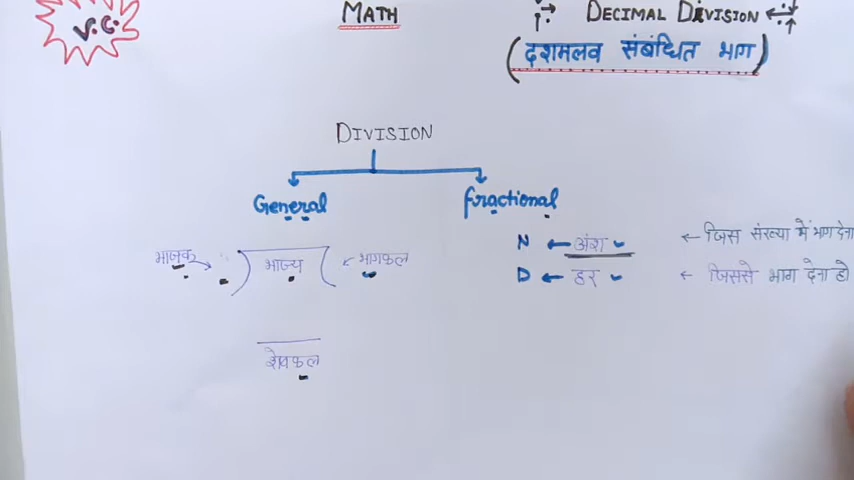 V.C.
MATH
DECIMAL DIVISION
(दशमलव संबंधित भाग)
DIVISION
General
fractional
भाजक
भाज्य
भागफल
शेषफल
N ← अंश ← जिस संख्या में भाग देना
D ← हर ← जिससे भाग देना हो